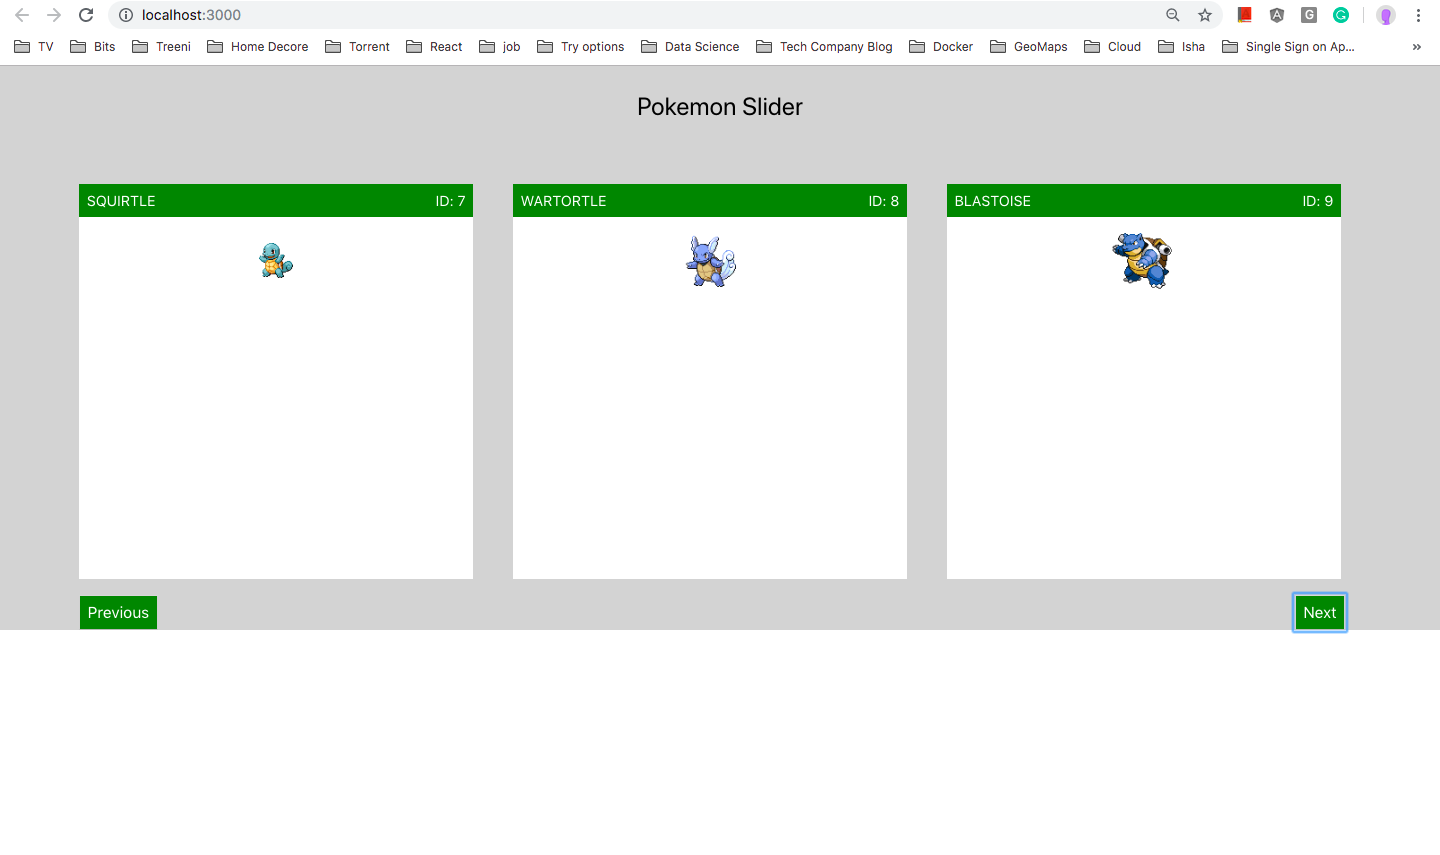 localhost:3000
TV Bits Treeni Home Decore Torrent React job Try options Data Science Tech Company Blog Docker GeoMaps Cloud Isha Single Sign on Ap... »
Pokemon Slider
SQUIRTLE ID: 7 WARTORTLE ID: 8 BLASTOISE ID: 9
Previous Next